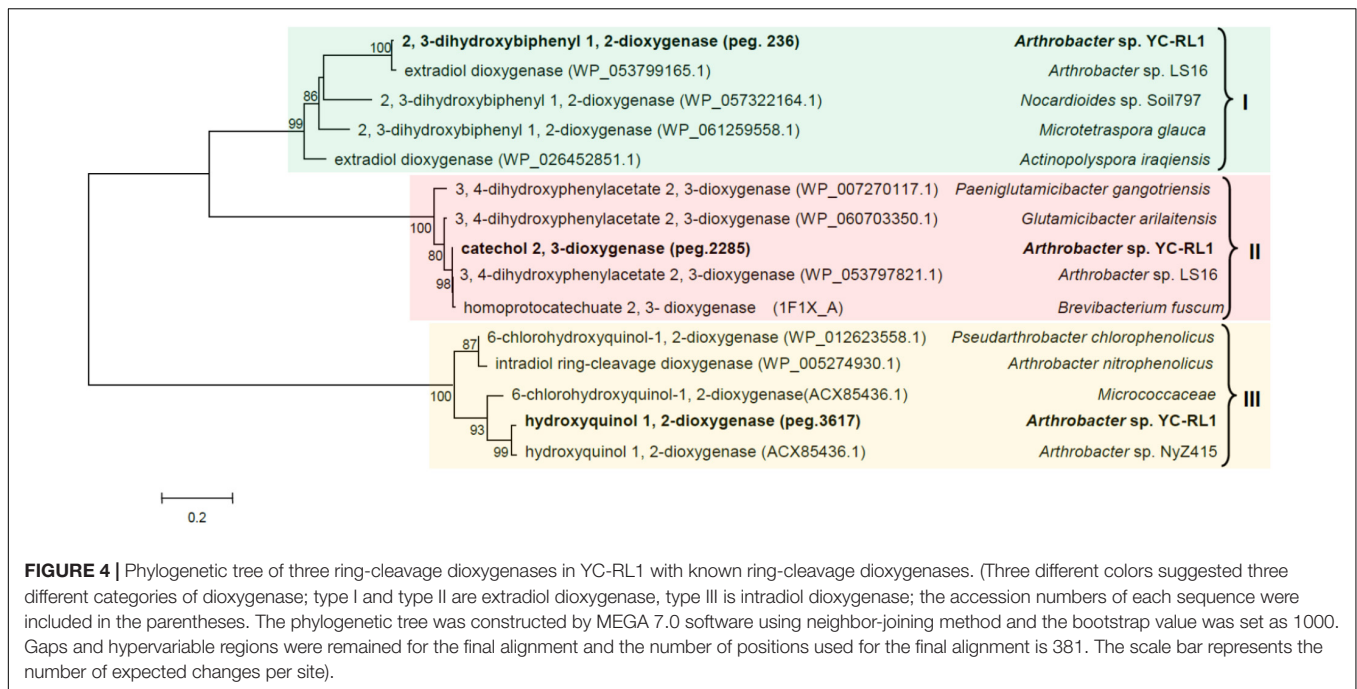 100 2, 3-dihydroxybiphenyl 1, 2-dioxygenase (peg. 236) Arthrobacter sp. YC-RL1
extradiol dioxygenase (WP_053799165.1) Arthrobacter sp. LS16
86 2, 3-dihydroxybiphenyl 1, 2-dioxygenase (WP_057322164.1) Nocardioides sp. Soil797 I
99 2, 3-dihydroxybiphenyl 1, 2-dioxygenase (WP_061259558.1) Microtetraspora glauca
extradiol dioxygenase (WP_026452851.1) Actinopolyspora iraqiensis
3, 4-dihydroxyphenylacetate 2, 3-dioxygenase (WP_007270117.1) Paeniglutamicibacter gangotriensis
100 3, 4-dihydroxyphenylacetate 2, 3-dioxygenase (WP_060703350.1) Glutamicibacter arilaitensis
80 catechol 2, 3-dioxygenase (peg.2285) Arthrobacter sp. YC-RL1 II
98 3, 4-dihydroxyphenylacetate 2, 3-dioxygenase (WP_053797821.1) Arthrobacter sp. LS16
homoprotocatechuate 2, 3- dioxygenase (1F1X_A) Brevibacterium fuscum
87 6-chlorohydroxyquinol-1, 2-dioxygenase (WP_012623558.1) Pseudarthrobacter chlorophenolicus
intradiol ring-cleavage dioxygenase (WP_005274930.1) Arthrobacter nitrophenolicus
100 6-chlorohydroxyquinol-1, 2-dioxygenase(ACX85436.1) Micrococcaceae III
93 hydroxyquinol 1, 2-dioxygenase (peg.3617) Arthrobacter sp. YC-RL1
99 hydroxyquinol 1, 2-dioxygenase (ACX85436.1) Arthrobacter sp. NyZ415
0.2
FIGURE 4 | Phylogenetic tree of three ring-cleavage dioxygenases in YC-RL1 with known ring-cleavage dioxygenases. (Three different colors suggested three
different categories of dioxygenase; type I and type II are extradiol dioxygenase, type III is intradiol dioxygenase; the accession numbers of each sequence were
included in the parentheses. The phylogenetic tree was constructed by MEGA 7.0 software using neighbor-joining method and the bootstrap value was set as 1000.
Gaps and hypervariable regions were remained for the final alignment and the number of positions used for the final alignment is 381. The scale bar represents the
number of expected changes per site).